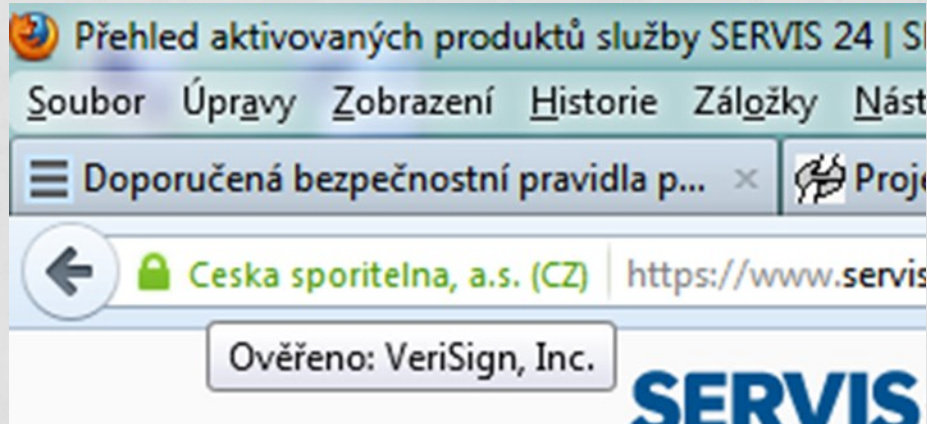 Přehled aktivovaných produktů služby SERVIS 24 |
Soubor Úpravy Zobrazení Historie Záložky
Doporučená bezpečnostní pravidla p...
Ceska sporitelna, a.s. (CZ) https://www.servis
Ověřeno: VeriSign, Inc.
SERVIS